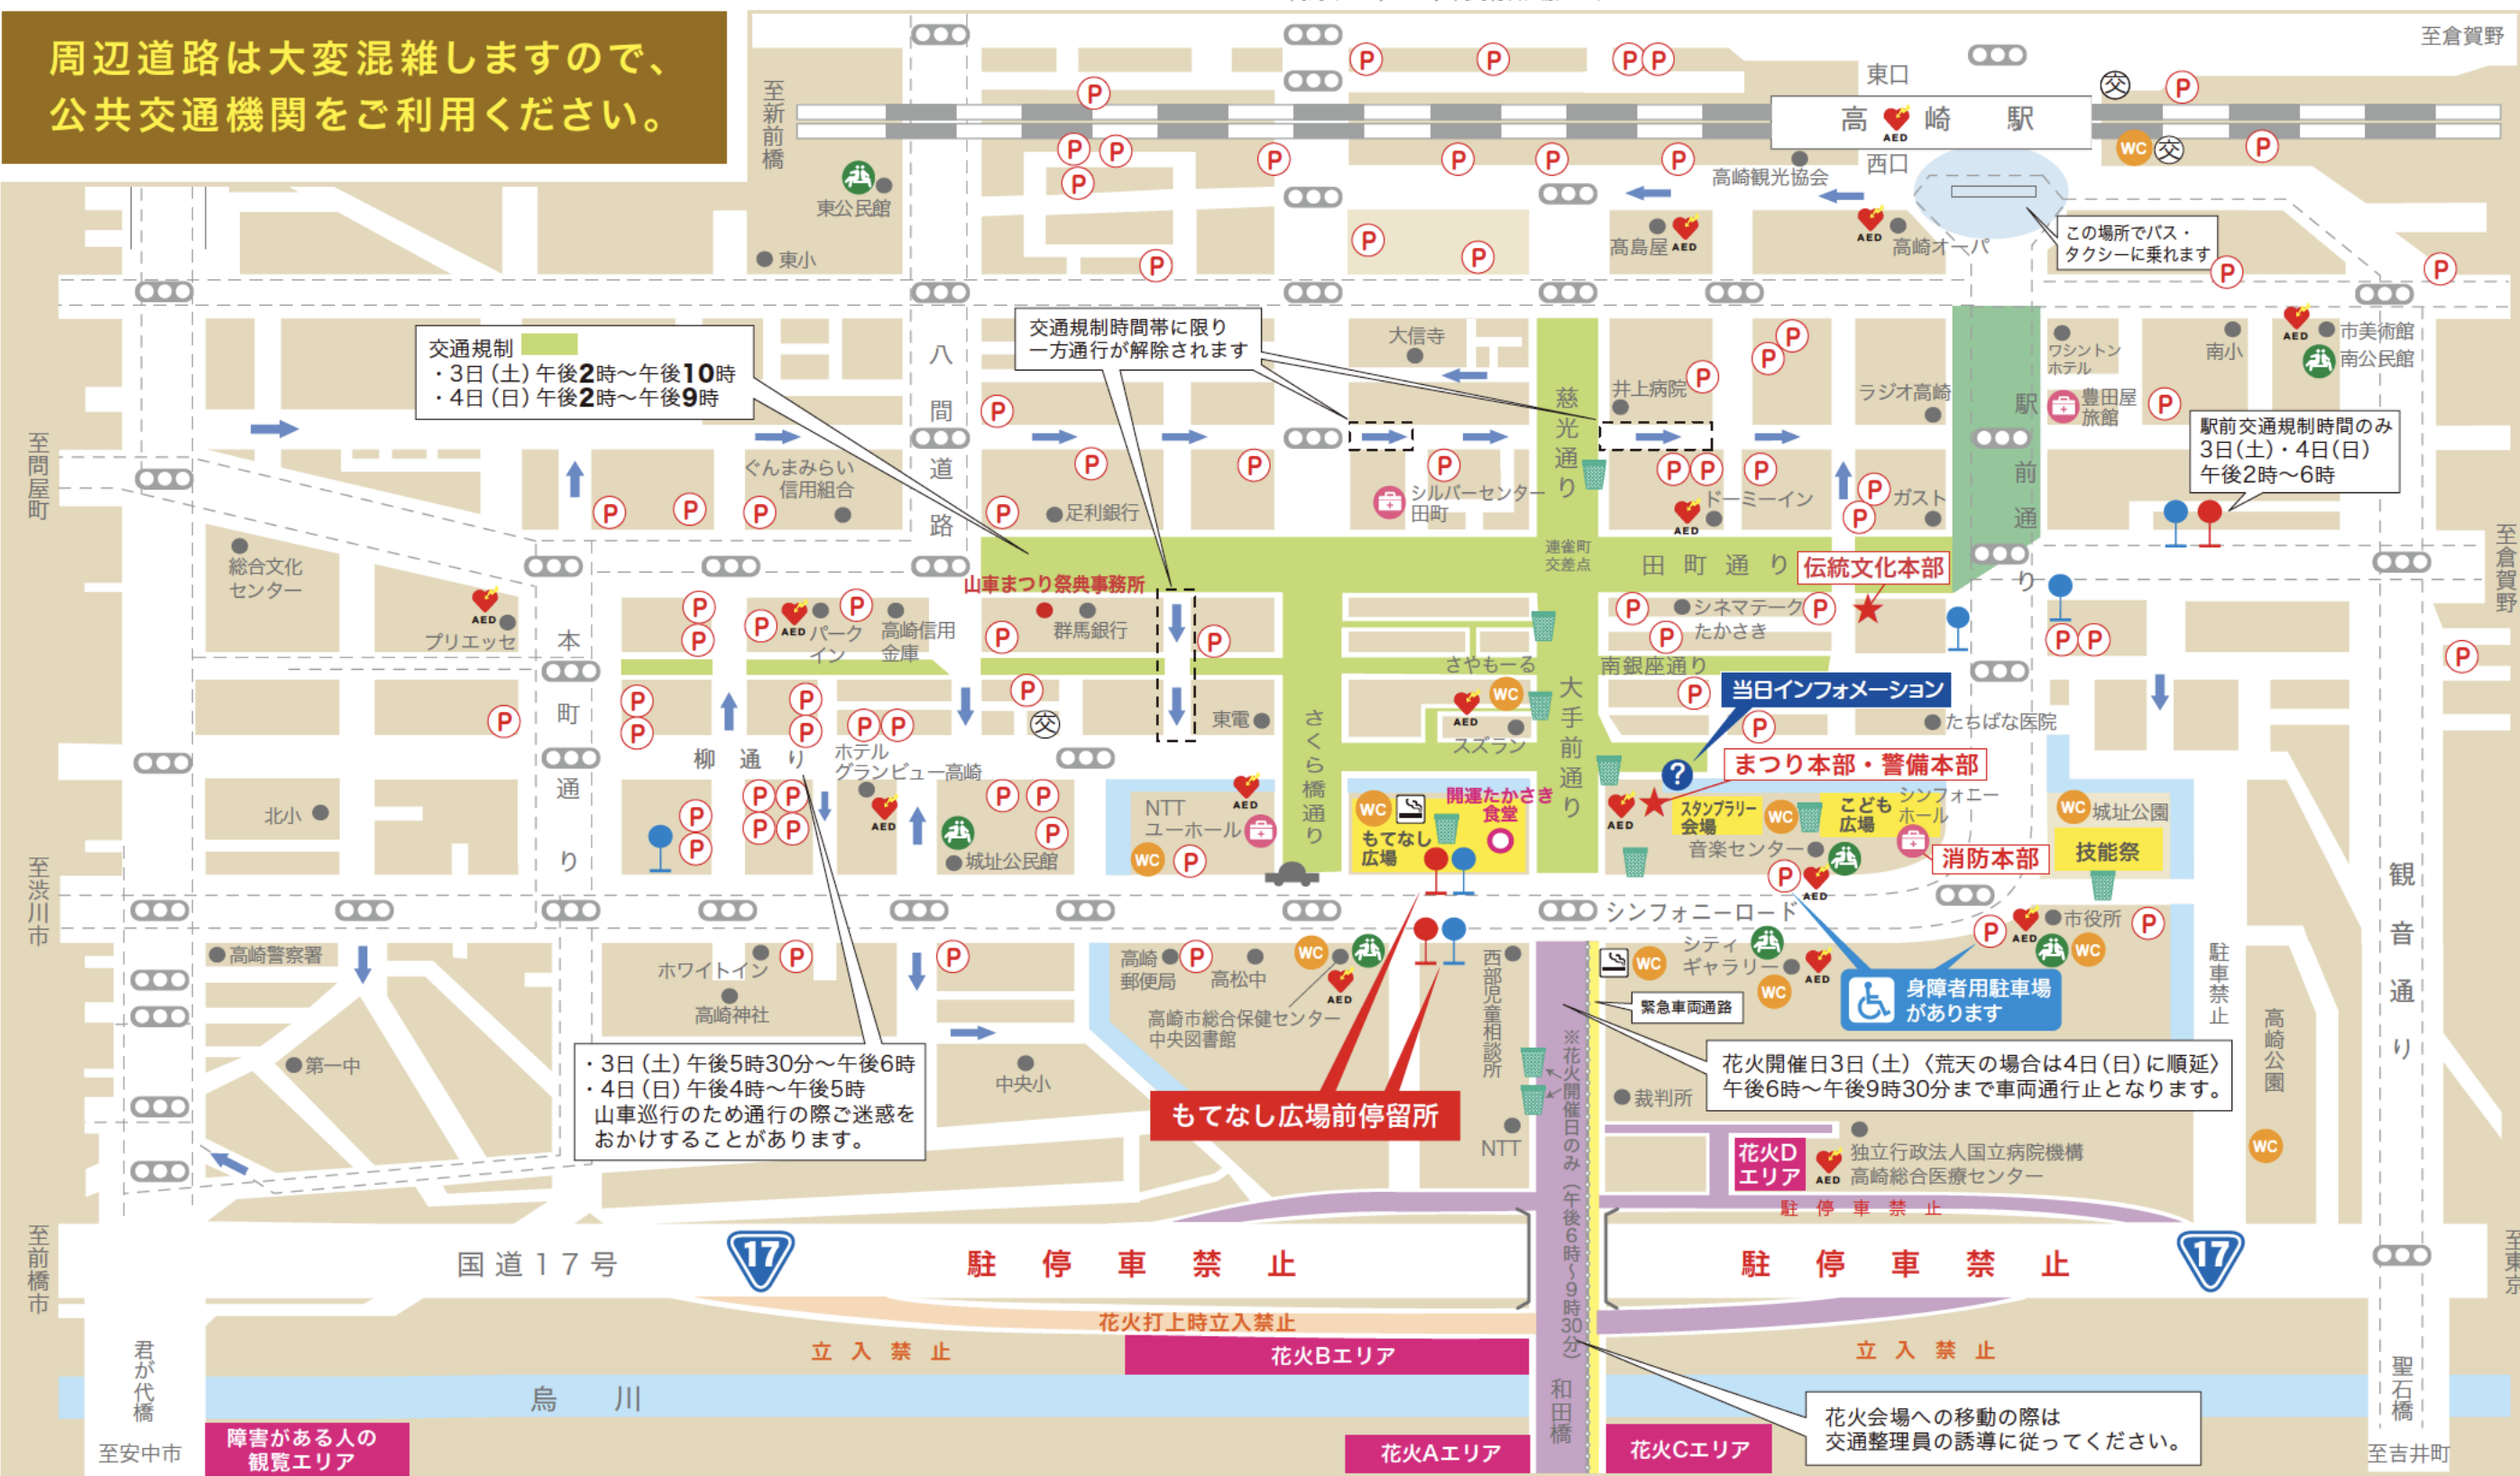 周辺道路は大変混雑しますので、
公共交通機関をご利用ください。
至新前橋
至倉賀野
東口
高崎駅
AED
西口
高崎観光協会
交
交
WC
P
東公民館
東小
髙島屋
AED
AED
高崎オーパ
この場所でバス・
タクシーに乗れます
交通規制
・3日(土)午後2時〜午後10時
・4日(日)午後2時〜午後9時
八間道路
交通規制時間帯に限り
一方通行が解除されます
大信寺
慈光通り
井上病院
ラジオ高崎
駅前通り
ワシントン
ホテル
南小
AED
市美術館
南公民館
豊田屋
旅館
駅前交通規制時間のみ
3日(土)・4日(日)
午後2時〜6時
至問屋町
ぐんまみらい
信用組合
足利銀行
シルバーセンター
田町
ドーミーイン
AED
ガスト
総合文化
センター
連雀町
交差点
田町通り
伝統文化本部
至倉賀野
山車まつり祭典事務所
AED
プリエッセ
本町通り
AED
パーク
イン
高崎信用
金庫
群馬銀行
シネマテーク
たかさき
さやもーる
南銀座通り
AED
WC
スズラン
大手前通り
当日インフォメーション
たちばな医院
東電
さくら橋通り
交
柳通り
ホテル
グランビュー高崎
AED
?
まつり本部・警備本部
北小
城址公民館
NTT
ユーホール
AED
WC
WC
もてなし
広場
開運たかさき
食堂
AED
スタンプラリー
会場
WC
こども
広場
シンフォニー
ホール
音楽センター
AED
消防本部
WC
城址公園
技能祭
観音通り
至渋川市
シンフォニーロード
高崎警察署
ホワイトイン
高崎神社
高崎
郵便局
高松中
WC
AED
高崎市総合保健センター
中央図書館
西部児童相談所
WC
シティ
ギャラリー
AED
WC
緊急車両通路
身障者用駐車場
があります
AED
市役所
WC
駐車禁止
高崎公園
WC
第一中
・3日(土)午後5時30分〜午後6時
・4日(日)午後4時〜午後5時
山車巡行のため通行の際ご迷惑を
おかけすることがあります。
中央小
もてなし広場前停留所
NTT
※花火開催日のみ(午後6時〜9時30分)
花火開催日3日(土)〈荒天の場合は4日(日)に順延〉
午後6時〜午後9時30分まで車両通行止となります。
裁判所
花火D
エリア
AED
独立行政法人国立病院機構
高崎総合医療センター
駐停車禁止
至前橋市
国道17号
17
駐停車禁止
駐停車禁止
17
至東京
花火打上時立入禁止
立入禁止
花火Bエリア
立入禁止
君が代橋
烏川
和田橋
聖石橋
花火会場への移動の際は
交通整理員の誘導に従ってください。
至安中市
障害がある人の
観覧エリア
花火Aエリア
花火Cエリア
至吉井町